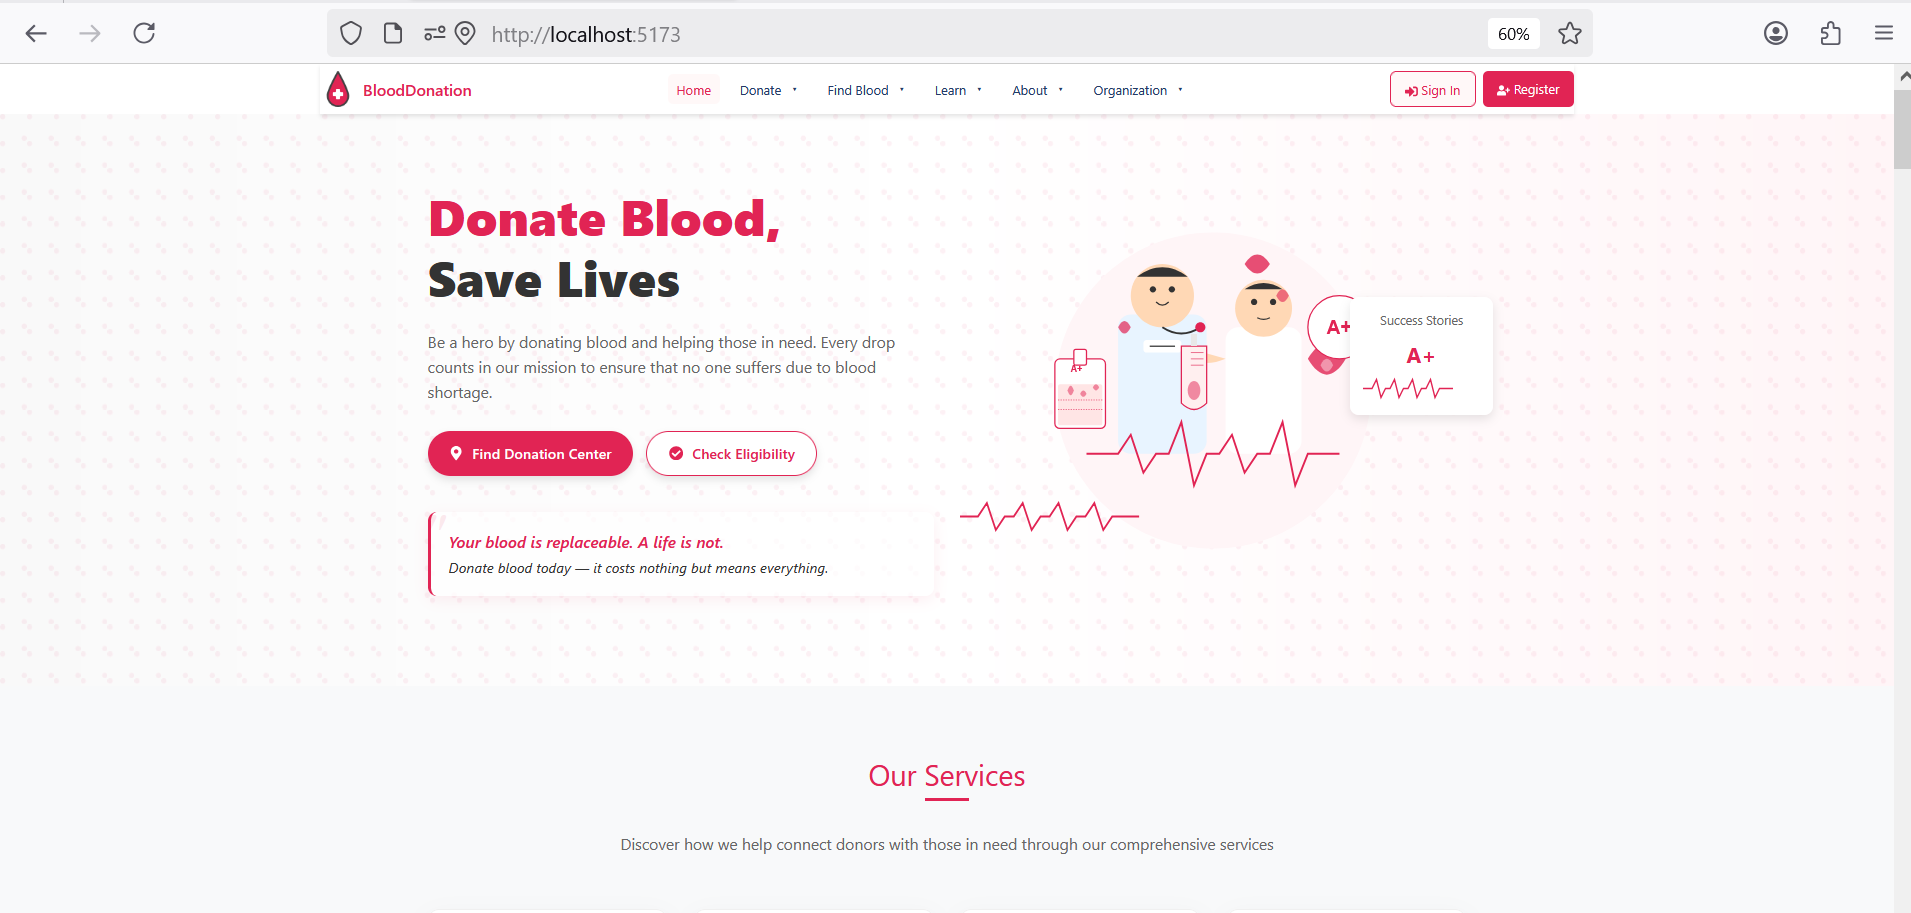 http://localhost:5173
60%
BloodDonation
Home
Donate
Find Blood
Learn
About
Organization
Sign In
Register
Donate Blood,
Save Lives
Be a hero by donating blood and helping those in need. Every drop
counts in our mission to ensure that no one suffers due to blood
shortage.
Find Donation Center
Check Eligibility
Your blood is replaceable. A life is not.
Donate blood today — it costs nothing but means everything.
A+
A+
Success Stories
A+
Our Services
Discover how we help connect donors with those in need through our comprehensive services